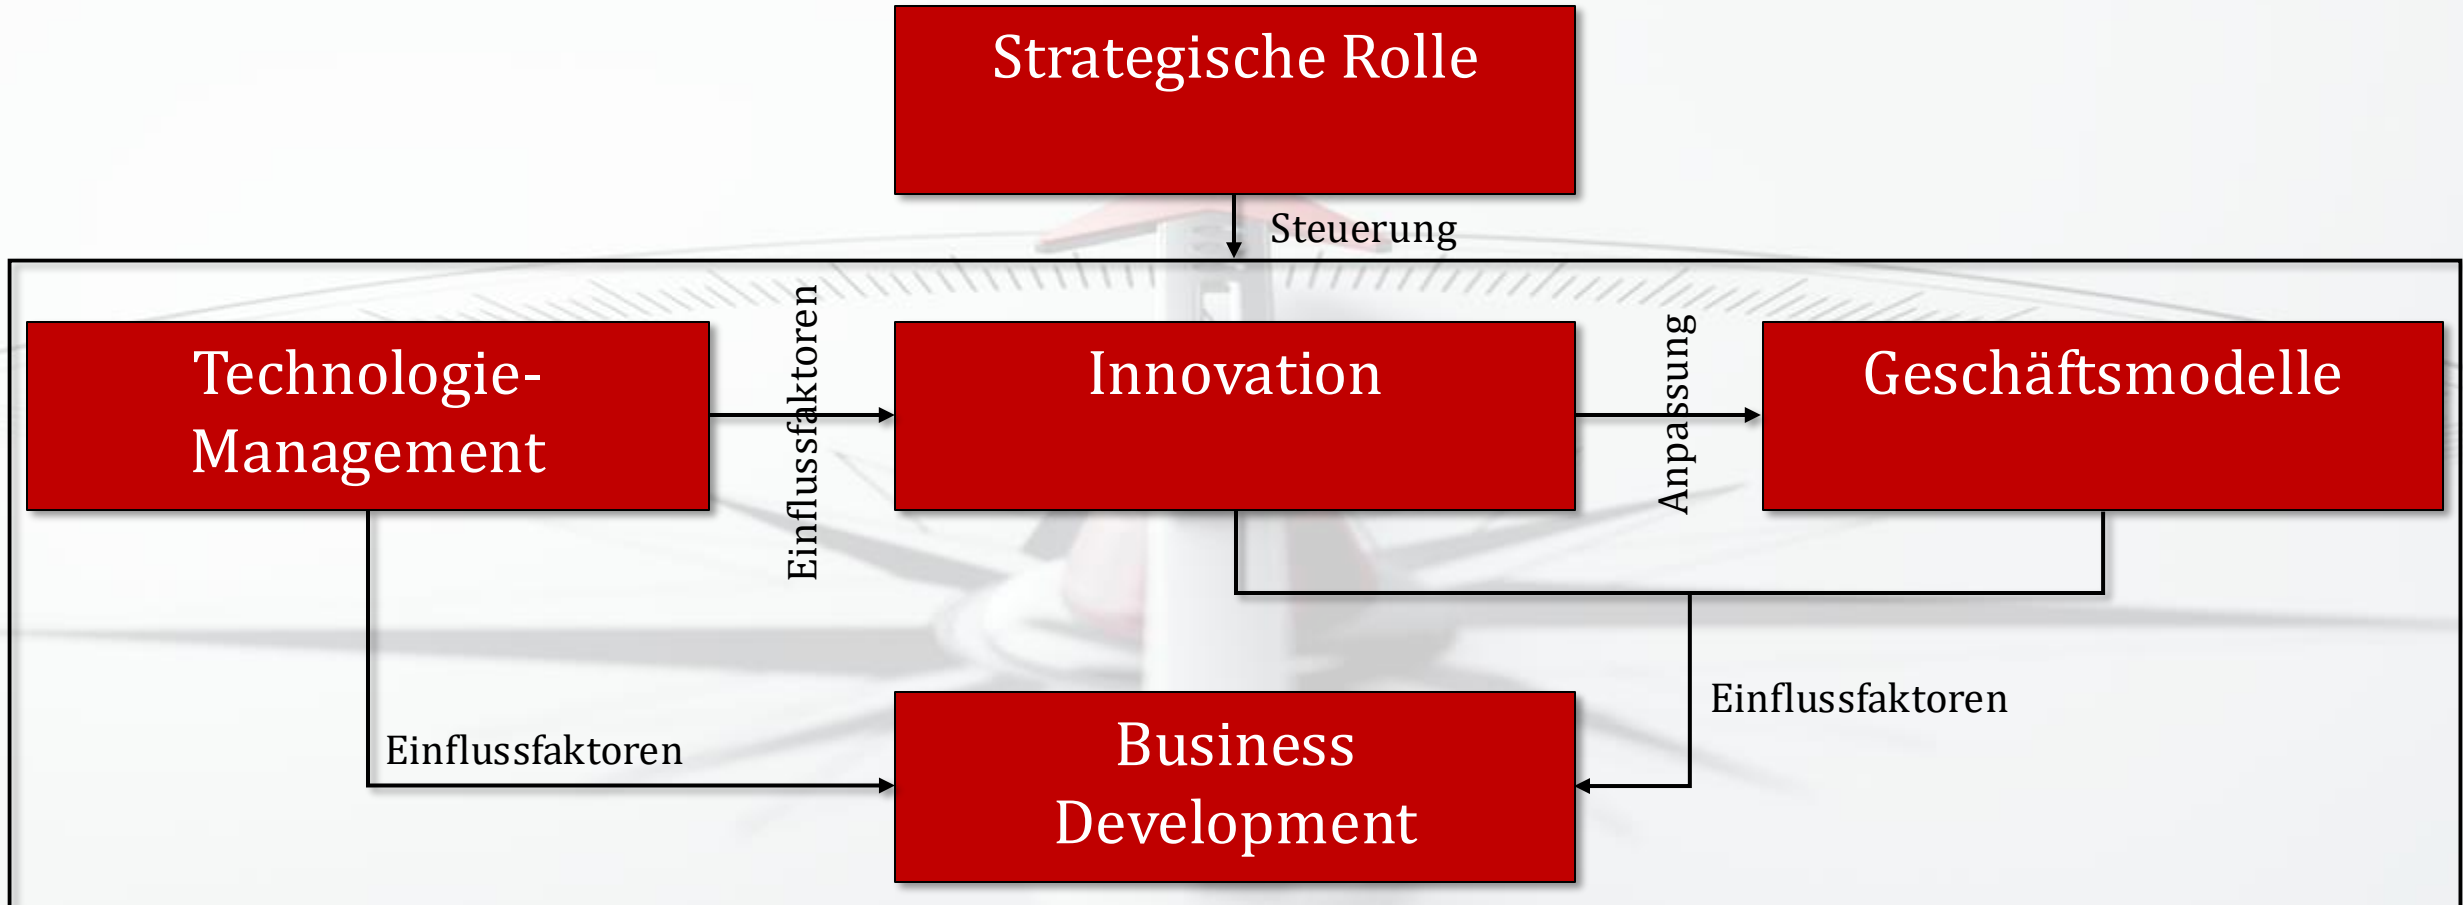 Strategische Rolle
Steuerung
Technologie-
Management
Einflussfaktoren
Innovation
Anpassung
Geschäftsmodelle
Einflussfaktoren
Business
Development
Einflussfaktoren